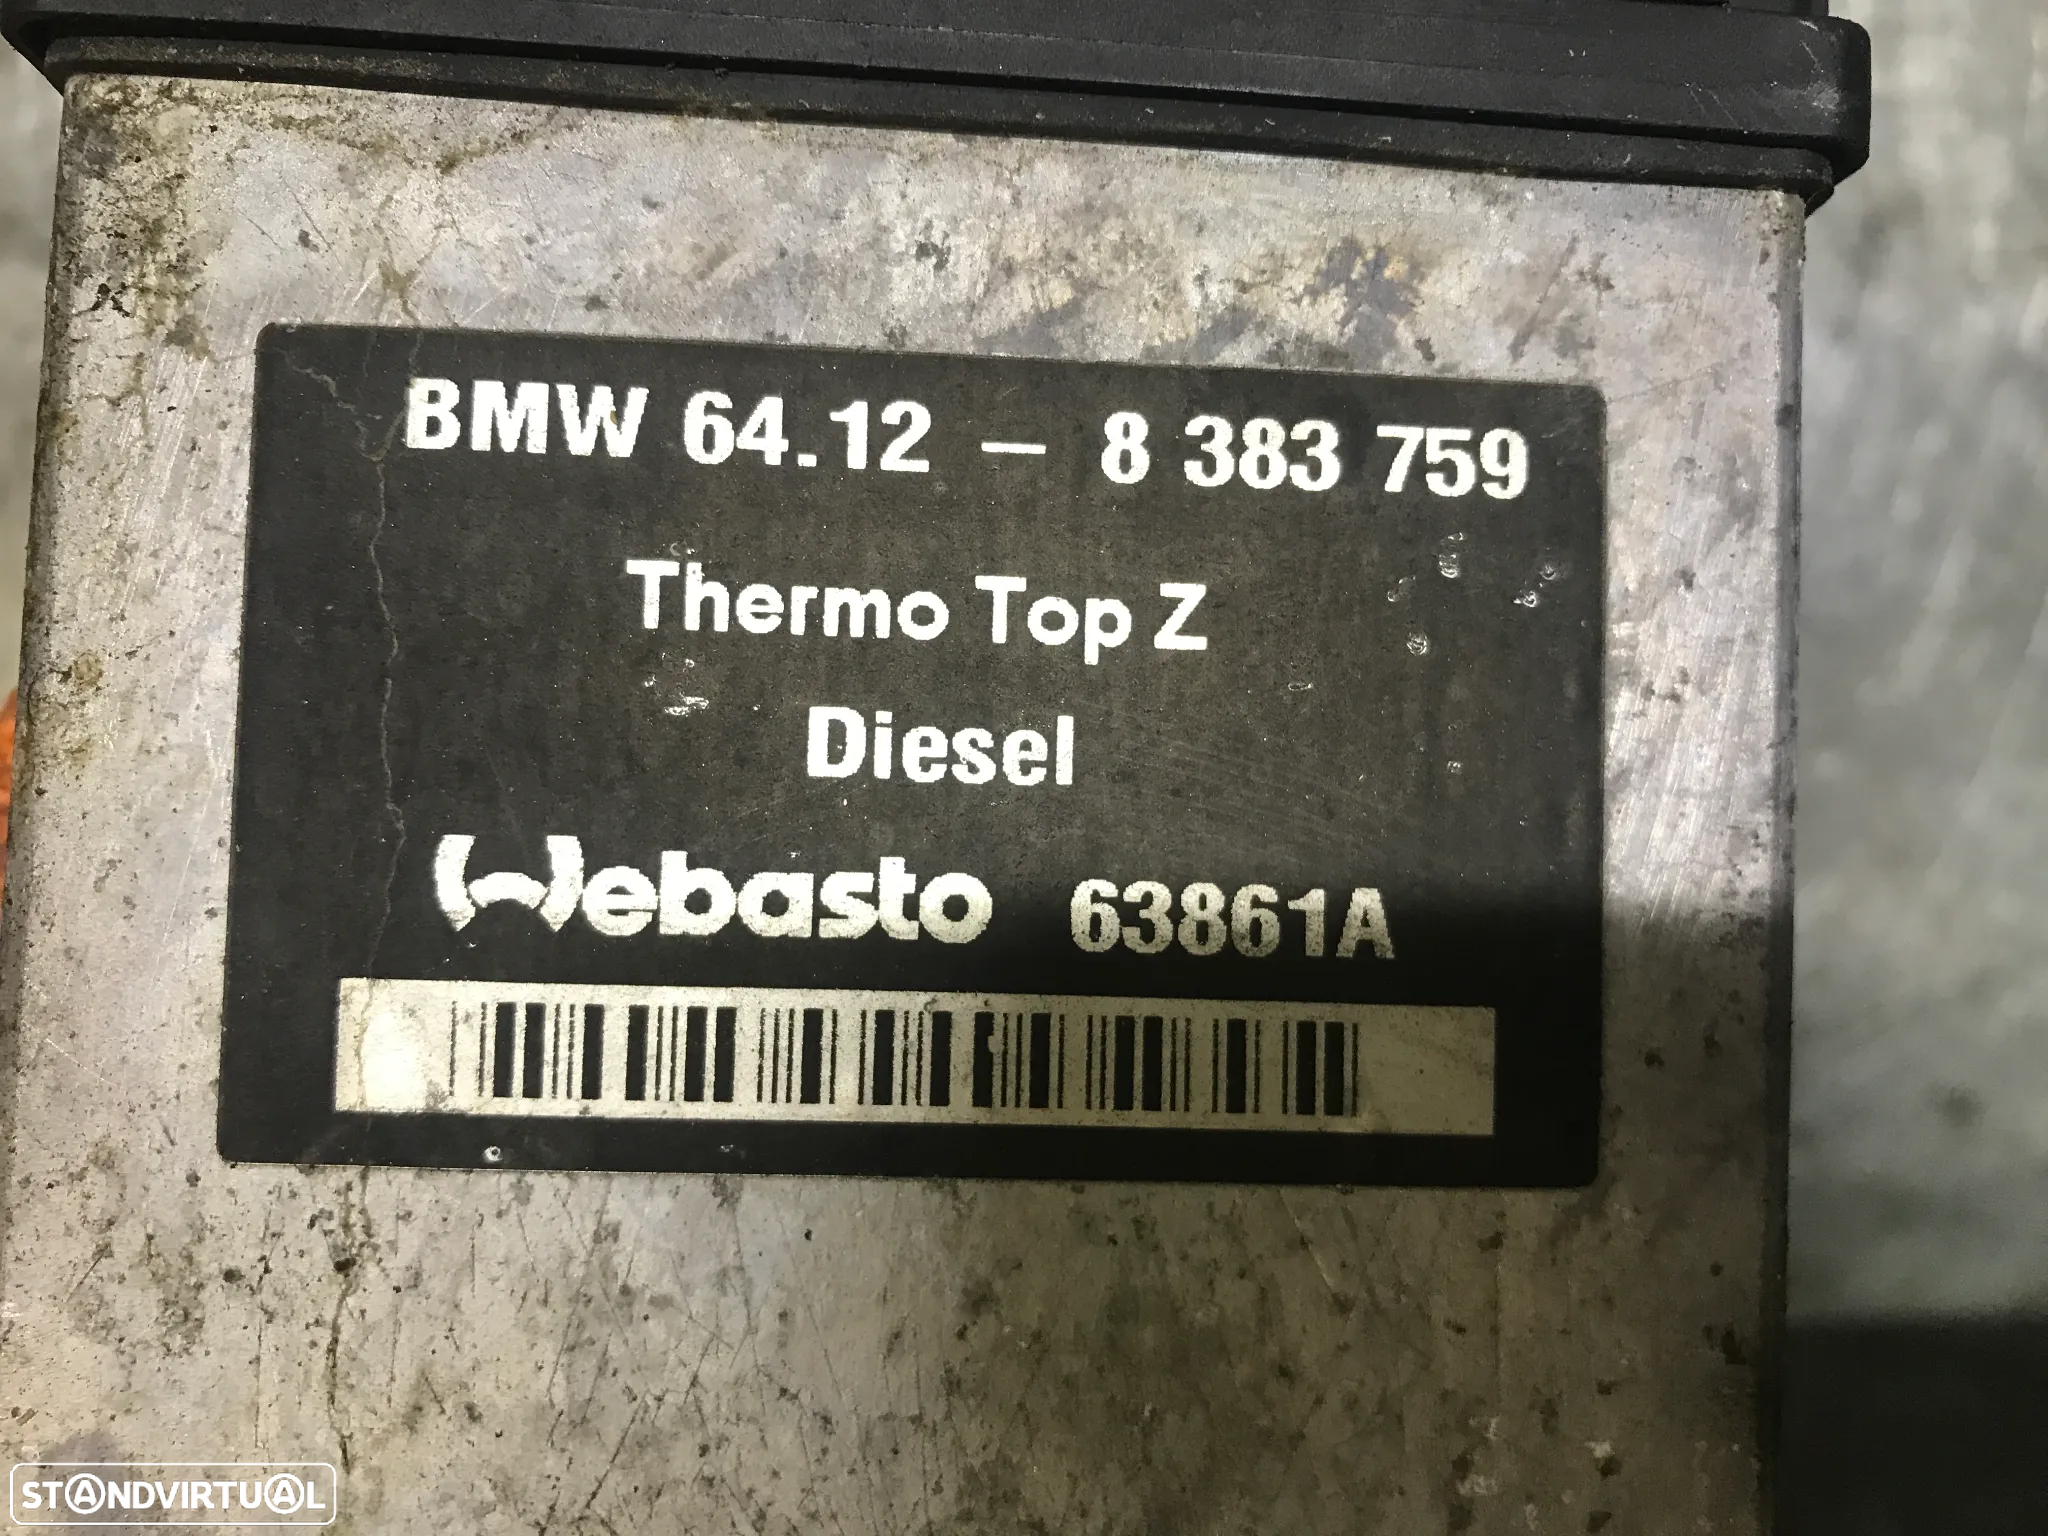 BMW 64.12 – 8 383 759
Thermo Top Z
Diesel
Webasto 63861A
STANDVIRTUAL